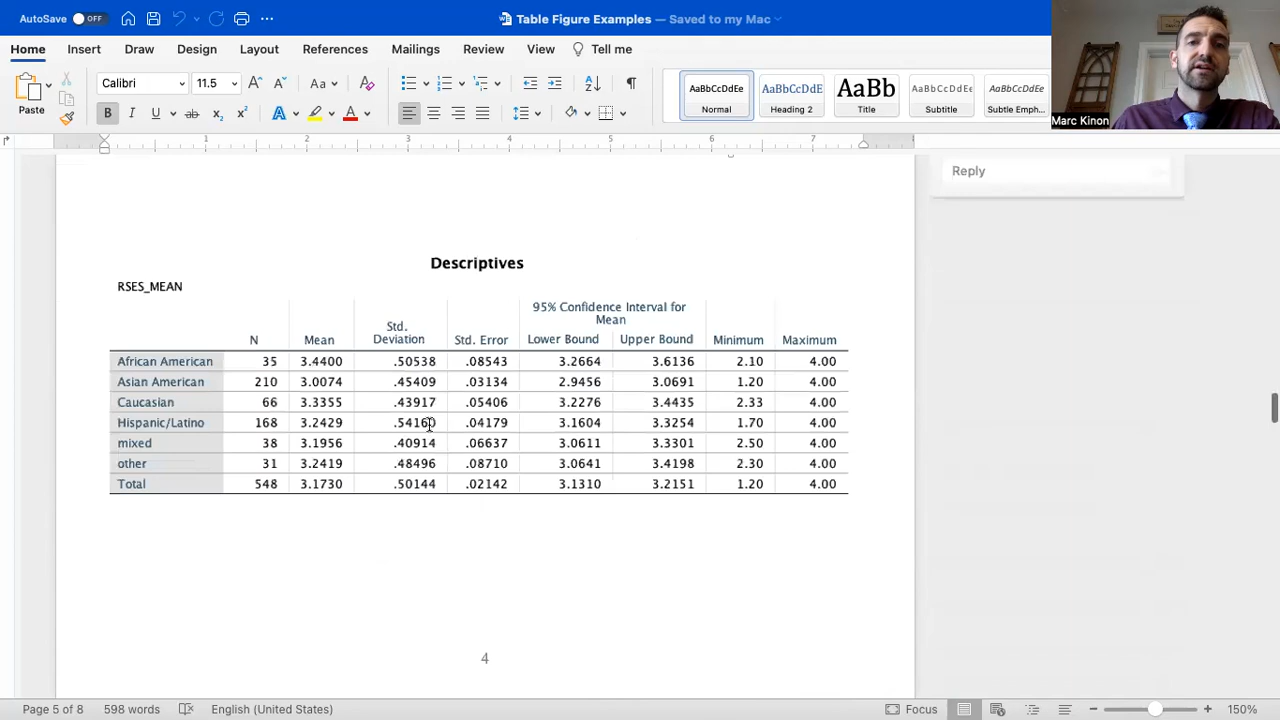 AutoSave OFF
Table Figure Examples — Saved to my Mac
Home Insert Draw Design Layout References Mailings Review View Tell me
Paste
Calibri 11.5
AaBbCcDdEe AaBbCcDdE AaBb AaBbCcDdEe AaBbCcDdEe
Normal Heading 2 Title Subtitle Subtle Emph...
Marc Kinon
1 2 3 4 5 6 7
Reply
Descriptives
RSES_MEAN
95% Confidence Interval for Mean
N Mean Std. Deviation Std. Error Lower Bound Upper Bound Minimum Maximum
African American 35 3.4400 .50538 .08543 3.2664 3.6136 2.10 4.00
Asian American 210 3.0074 .45409 .03134 2.9456 3.0691 1.20 4.00
Caucasian 66 3.3355 .43917 .05406 3.2276 3.4435 2.33 4.00
Hispanic/Latino 168 3.2429 .54160 .04179 3.1604 3.3254 1.70 4.00
mixed 38 3.1956 .40914 .06637 3.0611 3.3301 2.50 4.00
other 31 3.2419 .48496 .08710 3.0641 3.4198 2.30 4.00
Total 548 3.1730 .50144 .02142 3.1310 3.2151 1.20 4.00
4
Page 5 of 8 598 words English (United States) Focus 150%